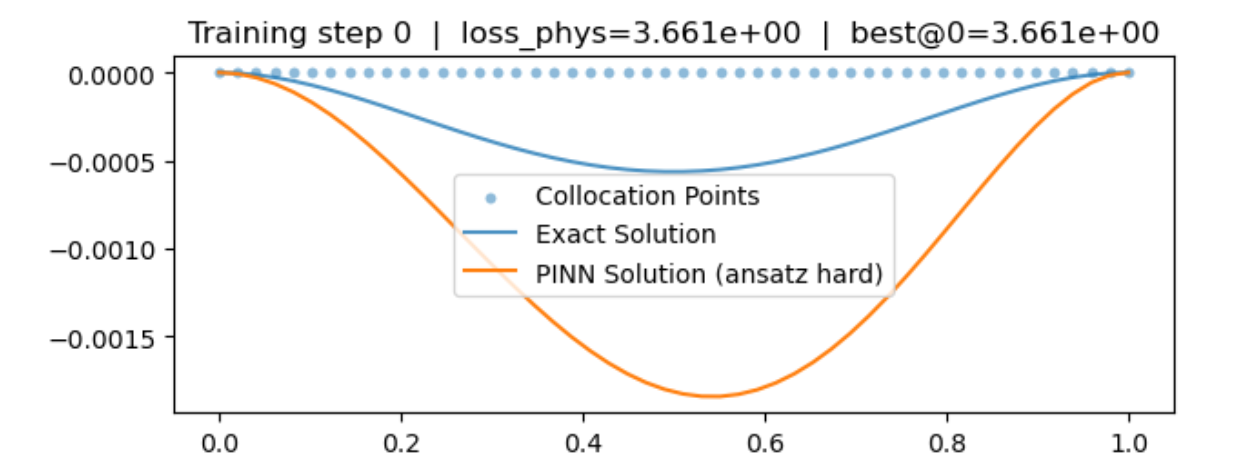 Training step 0 | loss_phys=3.661e+00 | best@0=3.661e+00
0.0000
−0.0005
−0.0010
−0.0015
Collocation Points
Exact Solution
PINN Solution (ansatz hard)
0.0 0.2 0.4 0.6 0.8 1.0